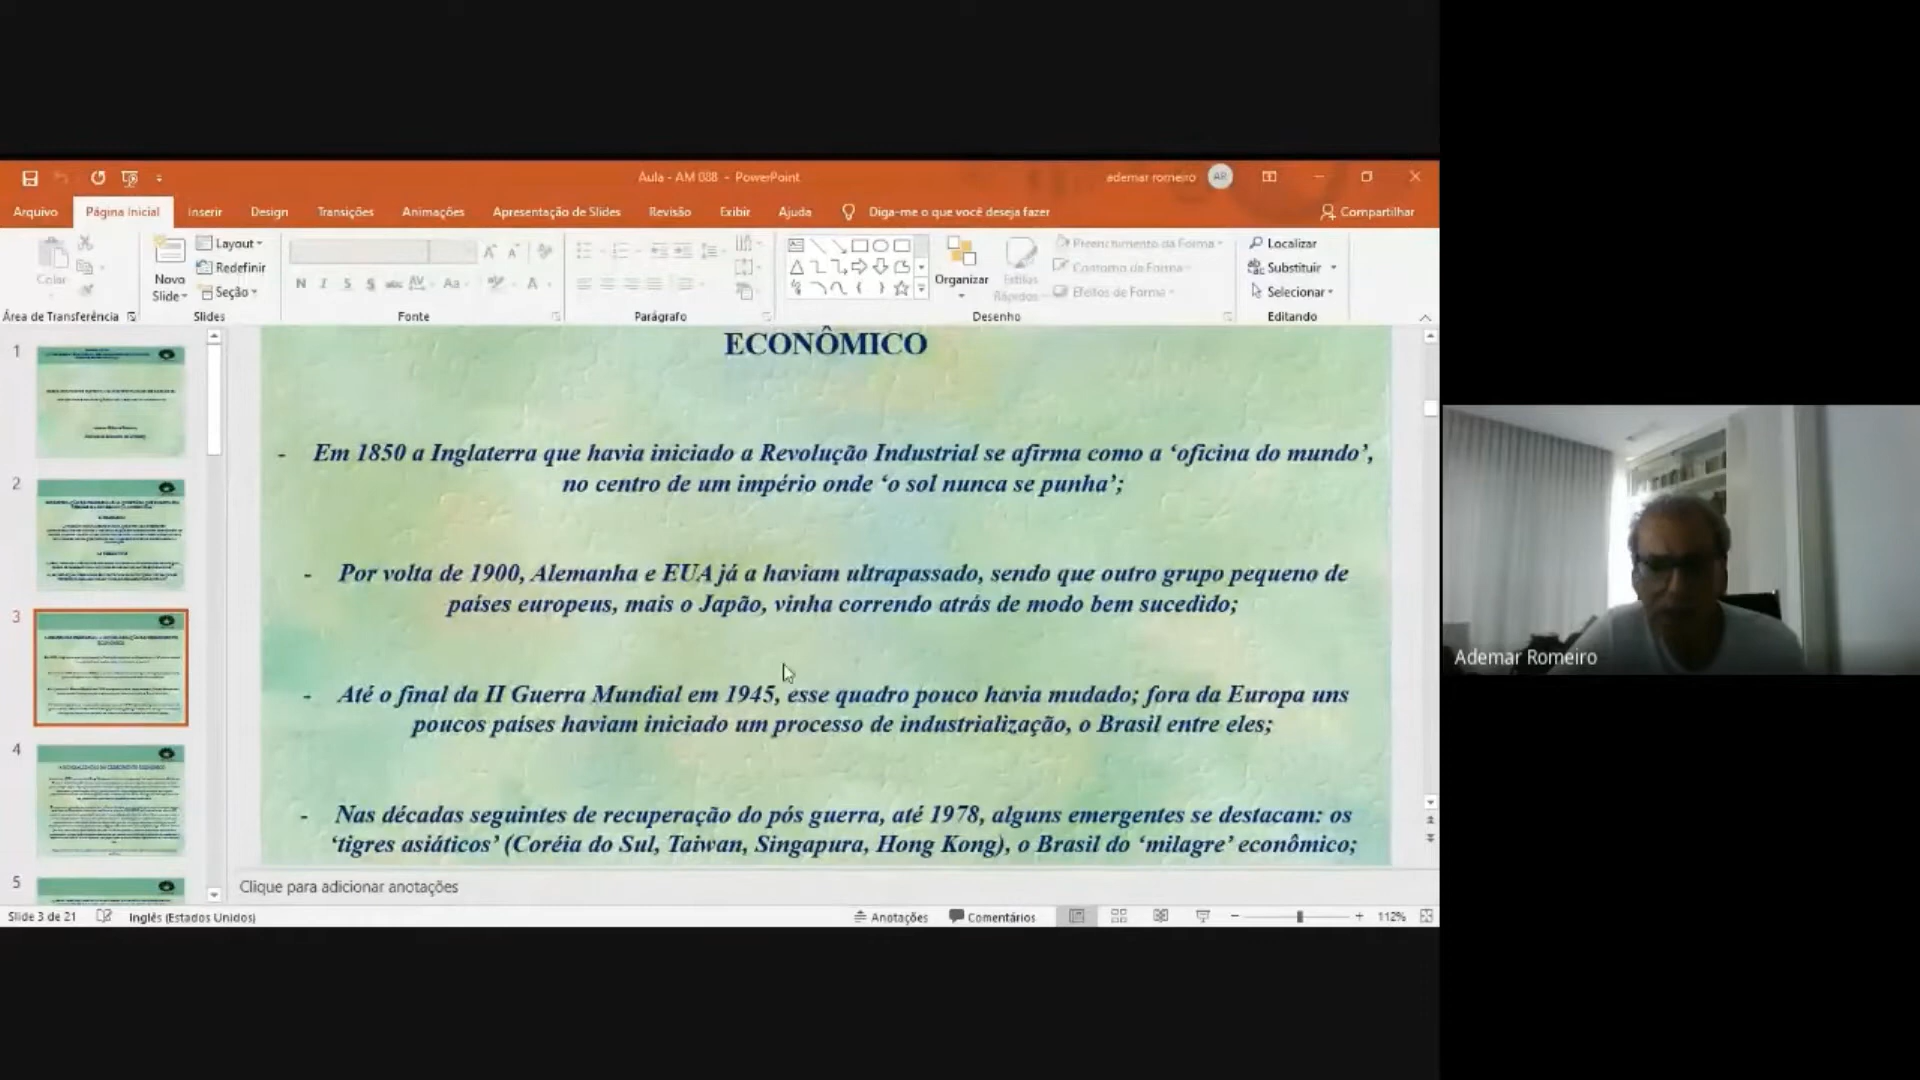 Aula - AM 088 - PowerPoint
ademar romeiro
AR
Arquivo
Página Inicial
Inserir
Design
Transições
Animações
Apresentação de Slides
Revisão
Exibir
Ajuda
Diga-me o que você deseja fazer
Compartilhar
Colar
Novo
Slide
Layout
Redefinir
Seção
Organizar
Estilos
Rápidos
Preenchimento da Forma
Contorno da Forma
Efeitos de Forma
Localizar
Substituir
Selecionar
Área de Transferência
Slides
Fonte
Parágrafo
Desenho
Editando
1
2
3
4
5
ECONÔMICO
- Em 1850 a Inglaterra que havia iniciado a Revolução Industrial se afirma como a ‘oficina do mundo’,
no centro de um império onde ‘o sol nunca se punha’;
- Por volta de 1900, Alemanha e EUA já a haviam ultrapassado, sendo que outro grupo pequeno de
países europeus, mais o Japão, vinha correndo atrás de modo bem sucedido;
- Até o final da II Guerra Mundial em 1945, esse quadro pouco havia mudado; fora da Europa uns
poucos países haviam iniciado um processo de industrialização, o Brasil entre eles;
- Nas décadas seguintes de recuperação do pós guerra, até 1978, alguns emergentes se destacam: os
‘tigres asiáticos’ (Coréia do Sul, Taiwan, Singapura, Hong Kong), o Brasil do ‘milagre’ econômico;
Clique para adicionar anotações
Slide 3 de 21
Inglês (Estados Unidos)
Anotações
Comentários
112%
Ademar Romeiro